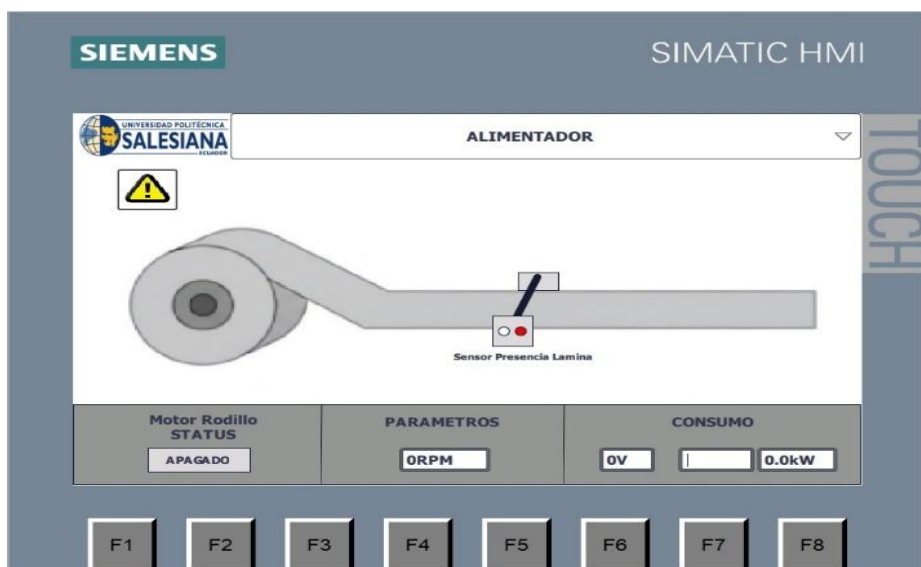 SIEMENS
SIMATIC HMI
TOUCH
UNIVERSIDAD POLITÉCNICA
SALESIANA
ECUADOR
ALIMENTADOR
Sensor Presencia Lamina
Motor Rodillo
STATUS
APAGADO
PARAMETROS
0RPM
CONSUMO
0V
0.0kW
F1 F2 F3 F4 F5 F6 F7 F8